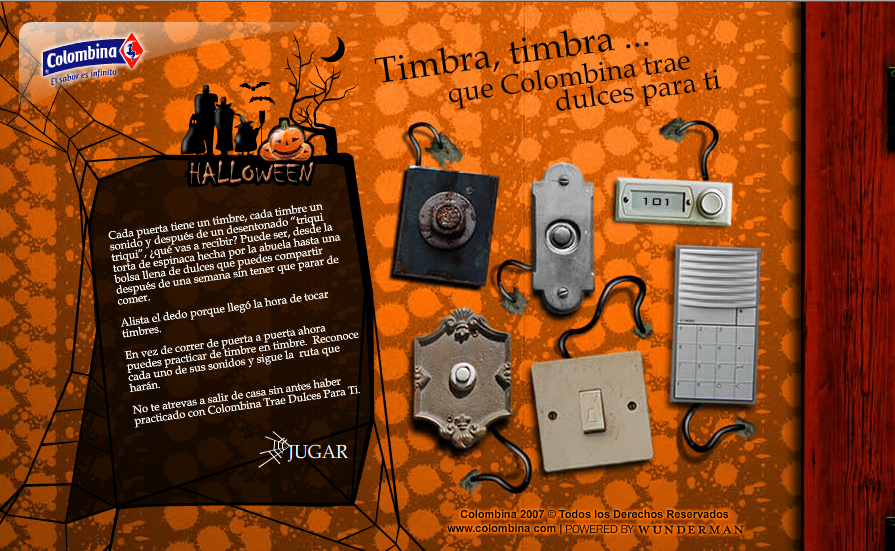 Colombina
El sabor es infinito
Timbra, timbra ...
que Colombina trae
dulces para ti
HALLOWEEN
Cada puerta tiene un timbre, cada timbre un
sonido y después de un desentonado “triqui
triqui”, ¿qué vas a recibir? Puede ser, desde la
torta de espinaca hecha por la abuela hasta una
bolsa llena de dulces que puedes compartir
después de una semana sin tener que parar de
comer.
Alista el dedo porque llegó la hora de tocar
timbres.
En vez de correr de puerta a puerta ahora
puedes practicar de timbre en timbre. Reconoce
cada uno de sus sonidos y sigue la ruta que
harán.
No te atrevas a salir de casa sin antes haber
practicado con Colombina Trae Dulces Para Ti.
JUGAR
101
Colombina 2007 © Todos los Derechos Reservados
www.colombina.com | POWERED BY WUNDERMAN